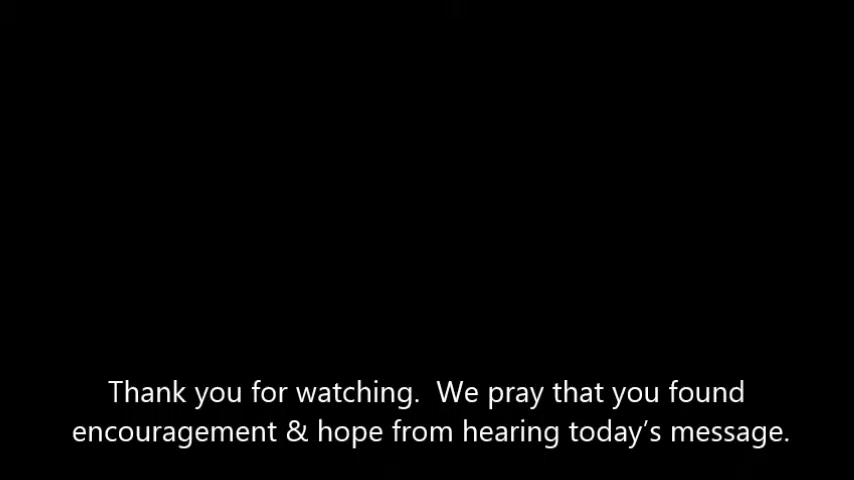 Thank you for watching.  We pray that you found
encouragement & hope from hearing today’s message.